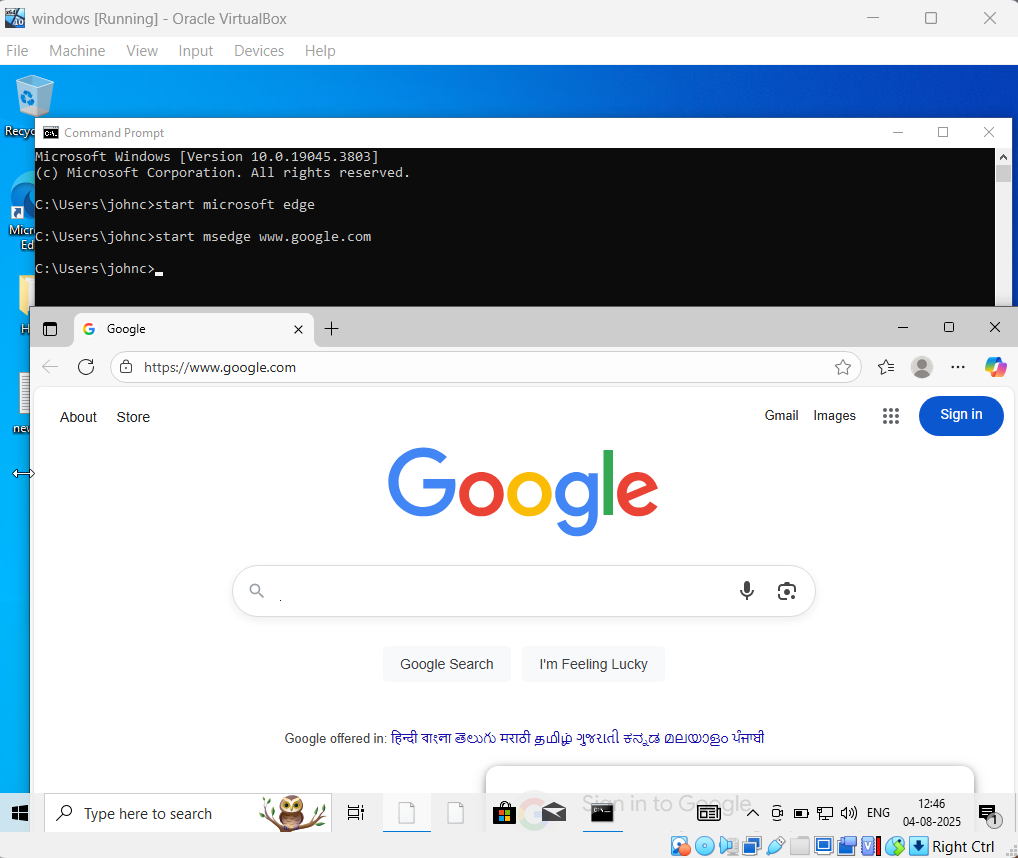 windows [Running] - Oracle VirtualBox
File Machine View Input Devices Help
Command Prompt
Microsoft Windows [Version 10.0.19045.3803]
(c) Microsoft Corporation. All rights reserved.
C:\Users\johnc>start microsoft edge
C:\Users\johnc>start msedge www.google.com
C:\Users\johnc>
Google
https://www.google.com
About Store Gmail Images Sign in
Google
Google Search I'm Feeling Lucky
Google offered in: हिन्दी বাংলা తెలుగు मराठी தமிழ் ગુજરાતી ಕನ್ನಡ മലയാളം ਪੰਜਾਬੀ
Sign in to Google
Type here to search
ENG
12:46
04-08-2025
1
Right Ctrl